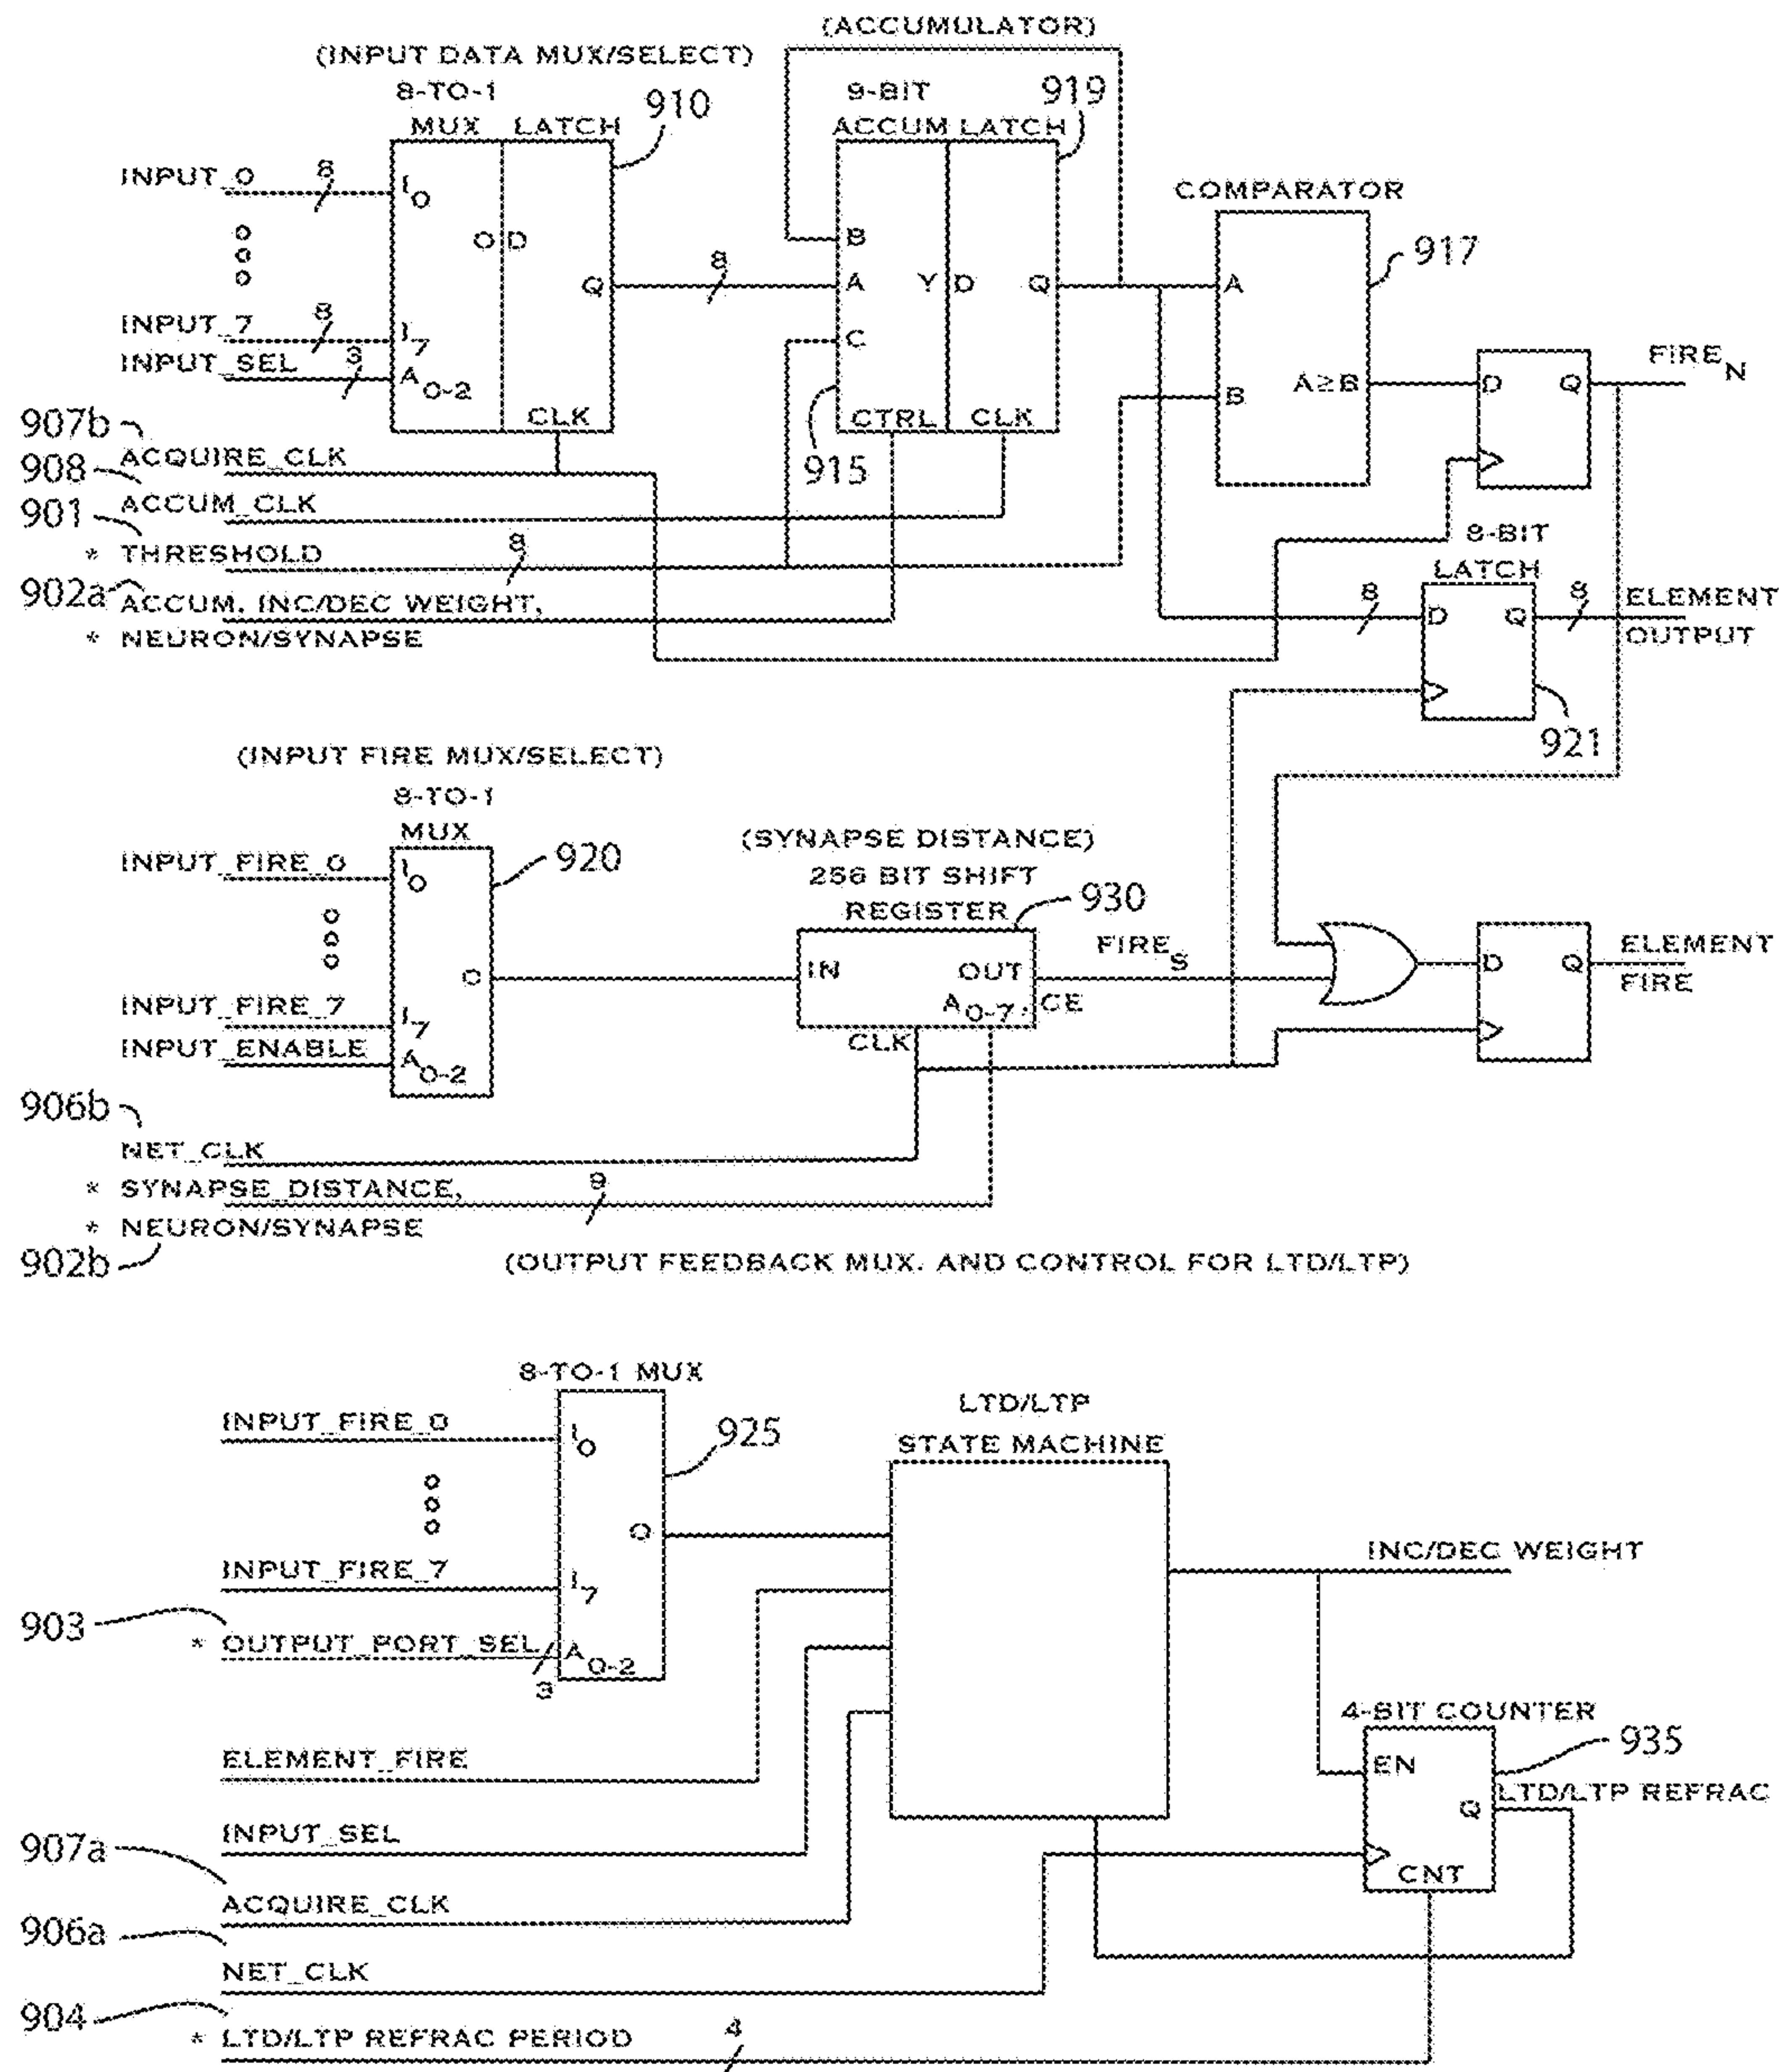 (ACCUMULATOR)
(INPUT DATA MUX/SELECT)
8-TO-1
MUX LATCH
910
9-BIT
ACCUM LATCH
919
INPUT_0
8
I0
O D
Q
INPUT_7
8
I7
INPUT_SEL
3
A0-2
CLK
8
B
A
C
Y D
Q
CTRL
CLK
915
COMPARATOR
917
A
B
A≥B
D
Q
FIREN
907b
ACQUIRE_CLK
908
ACCUM_CLK
901
* THRESHOLD
8
902a
ACCUM. INC/DEC WEIGHT,
* NEURON/SYNAPSE
8-BIT
LATCH
8
D
Q
8
ELEMENT
OUTPUT
921
(INPUT FIRE MUX/SELECT)
8-TO-1
MUX
920
INPUT_FIRE_0
I0
O
INPUT_FIRE_7
I7
INPUT_ENABLE
A0-2
(SYNAPSE DISTANCE)
256 BIT SHIFT
REGISTER
930
IN
OUT
A0-7, CE
CLK
FIRES
D
Q
ELEMENT
FIRE
906b
NET_CLK
* SYNAPSE_DISTANCE,
9
* NEURON/SYNAPSE
902b
(OUTPUT FEEDBACK MUX. AND CONTROL FOR LTD/LTP)
8-TO-1 MUX
925
INPUT_FIRE_0
I0
O
INPUT_FIRE_7
I7
903
* OUTPUT_PORT_SEL
3
A0-2
LTD/LTP
STATE MACHINE
INC/DEC WEIGHT
ELEMENT_FIRE
4-BIT COUNTER
935
EN
Q
LTD/LTP REFRAC
CNT
INPUT_SEL
907a
ACQUIRE_CLK
906a
NET_CLK
904
* LTD/LTP REFRAC PERIOD
4